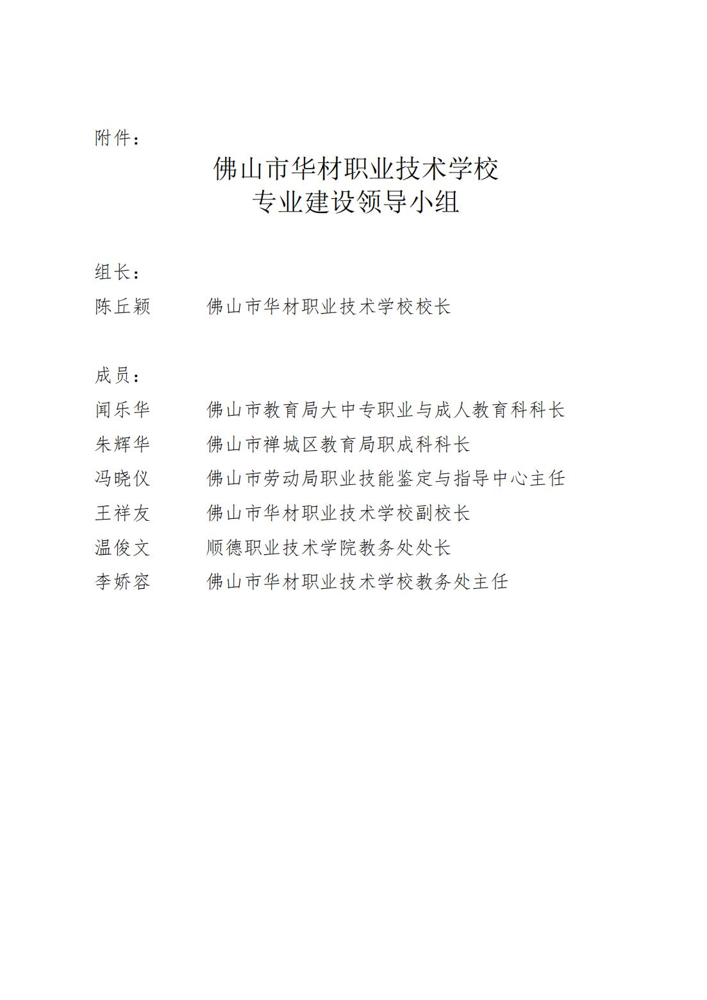 附件：
佛山市华材职业技术学校
专业建设领导小组
组长：
陈丘颖 佛山市华材职业技术学校校长
成员：
闻乐华 佛山市教育局大中专职业与成人教育科科长
朱辉华 佛山市禅城区教育局职成科科长
冯晓仪 佛山市劳动局职业技能鉴定与指导中心主任
王祥友 佛山市华材职业技术学校副校长
温俊文 顺德职业技术学院教务处处长
李娇容 佛山市华材职业技术学校教务处主任